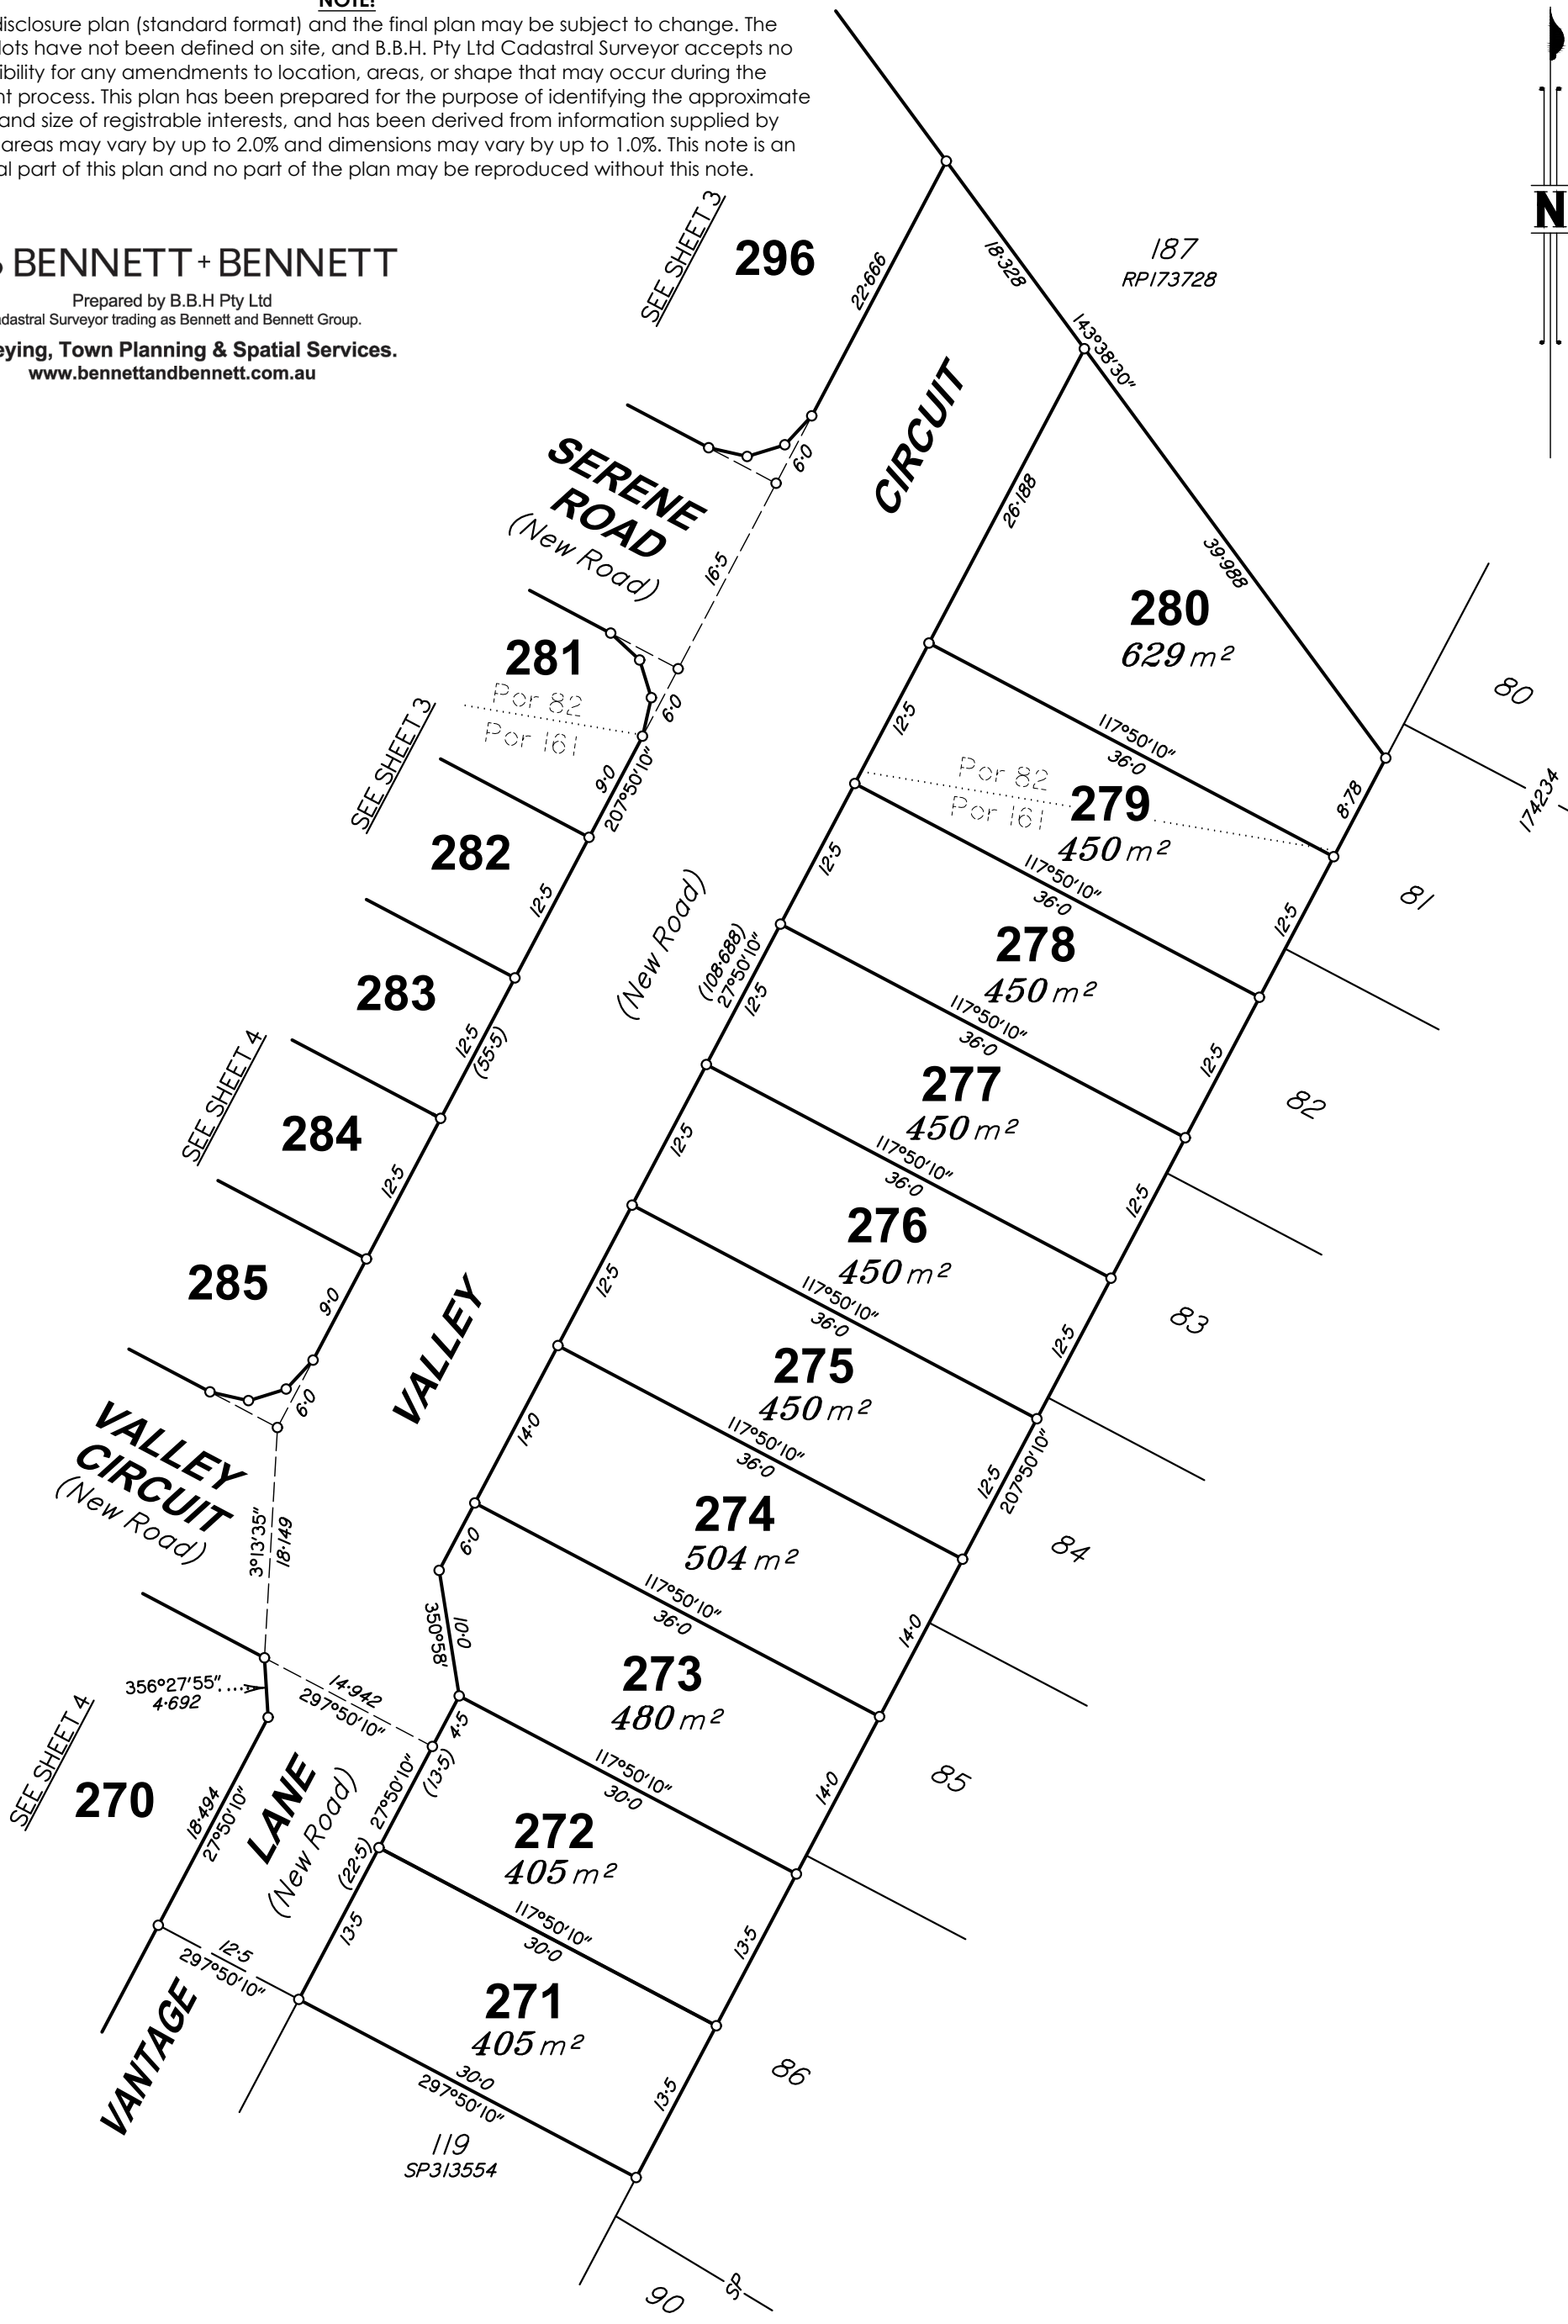 NOTE:
disclosure plan (standard format) and the final plan may be subject to change. The
lots have not been defined on site, and B.B.H. Pty Ltd Cadastral Surveyor accepts no
ibility for any amendments to location, areas, or shape that may occur during the
nt process. This plan has been prepared for the purpose of identifying the approximate
and size of registrable interests, and has been derived from information supplied by
areas may vary by up to 2.0% and dimensions may vary by up to 1.0%. This note is an
al part of this plan and no part of the plan may be reproduced without this note.
BENNETT + BENNETT
Prepared by B.B.H Pty Ltd
adastral Surveyor trading as Bennett and Bennett Group.
eying, Town Planning & Spatial Services.
www.bennettandbennett.com.au
N
SEE SHEET 3
296
22·666
18·328
187
RP173728
143°38'30"
6·0
CIRCUIT
SERENE
ROAD
(New Road)
16·5
26·188
39·988
280
629 m²
281
Por 82
Por 161
6·0
9·0
207°50'10"
SEE SHEET 3
12·5
117°50'10"
36·0
8·78
80
174234
Por 82
Por 161
279
450 m²
282
12·5
12·5
117°50'10"
36·0
12·5
81
(New Road)
(108·688)
27°50'10"
278
450 m²
283
12·5
(55·5)
12·5
117°50'10"
36·0
12·5
82
SEE SHEET 4
284
12·5
277
450 m²
12·5
117°50'10"
36·0
12·5
83
285
9·0
6·0
276
450 m²
12·5
117°50'10"
36·0
12·5
VALLEY
275
450 m²
14·0
117°50'10"
36·0
12·5
207°50'10"
84
VALLEY
CIRCUIT
(New Road)
3°13'35"
18·149
274
504 m²
6·0
117°50'10"
36·0
14·0
10·0
350°58'
273
480 m²
356°27'55"
4·692
A
14·942
297°50'10"
4·5
(13·5)
117°50'10"
30·0
14·0
85
SEE SHEET 4
270
18·494
27°50'10"
LANE
(New Road)
27°50'10"
(22·5)
272
405 m²
13·5
117°50'10"
30·0
13·5
12·5
297°50'10"
VANTAGE
271
405 m²
30·0
297°50'10"
13·5
86
119
SP313554
90
SP